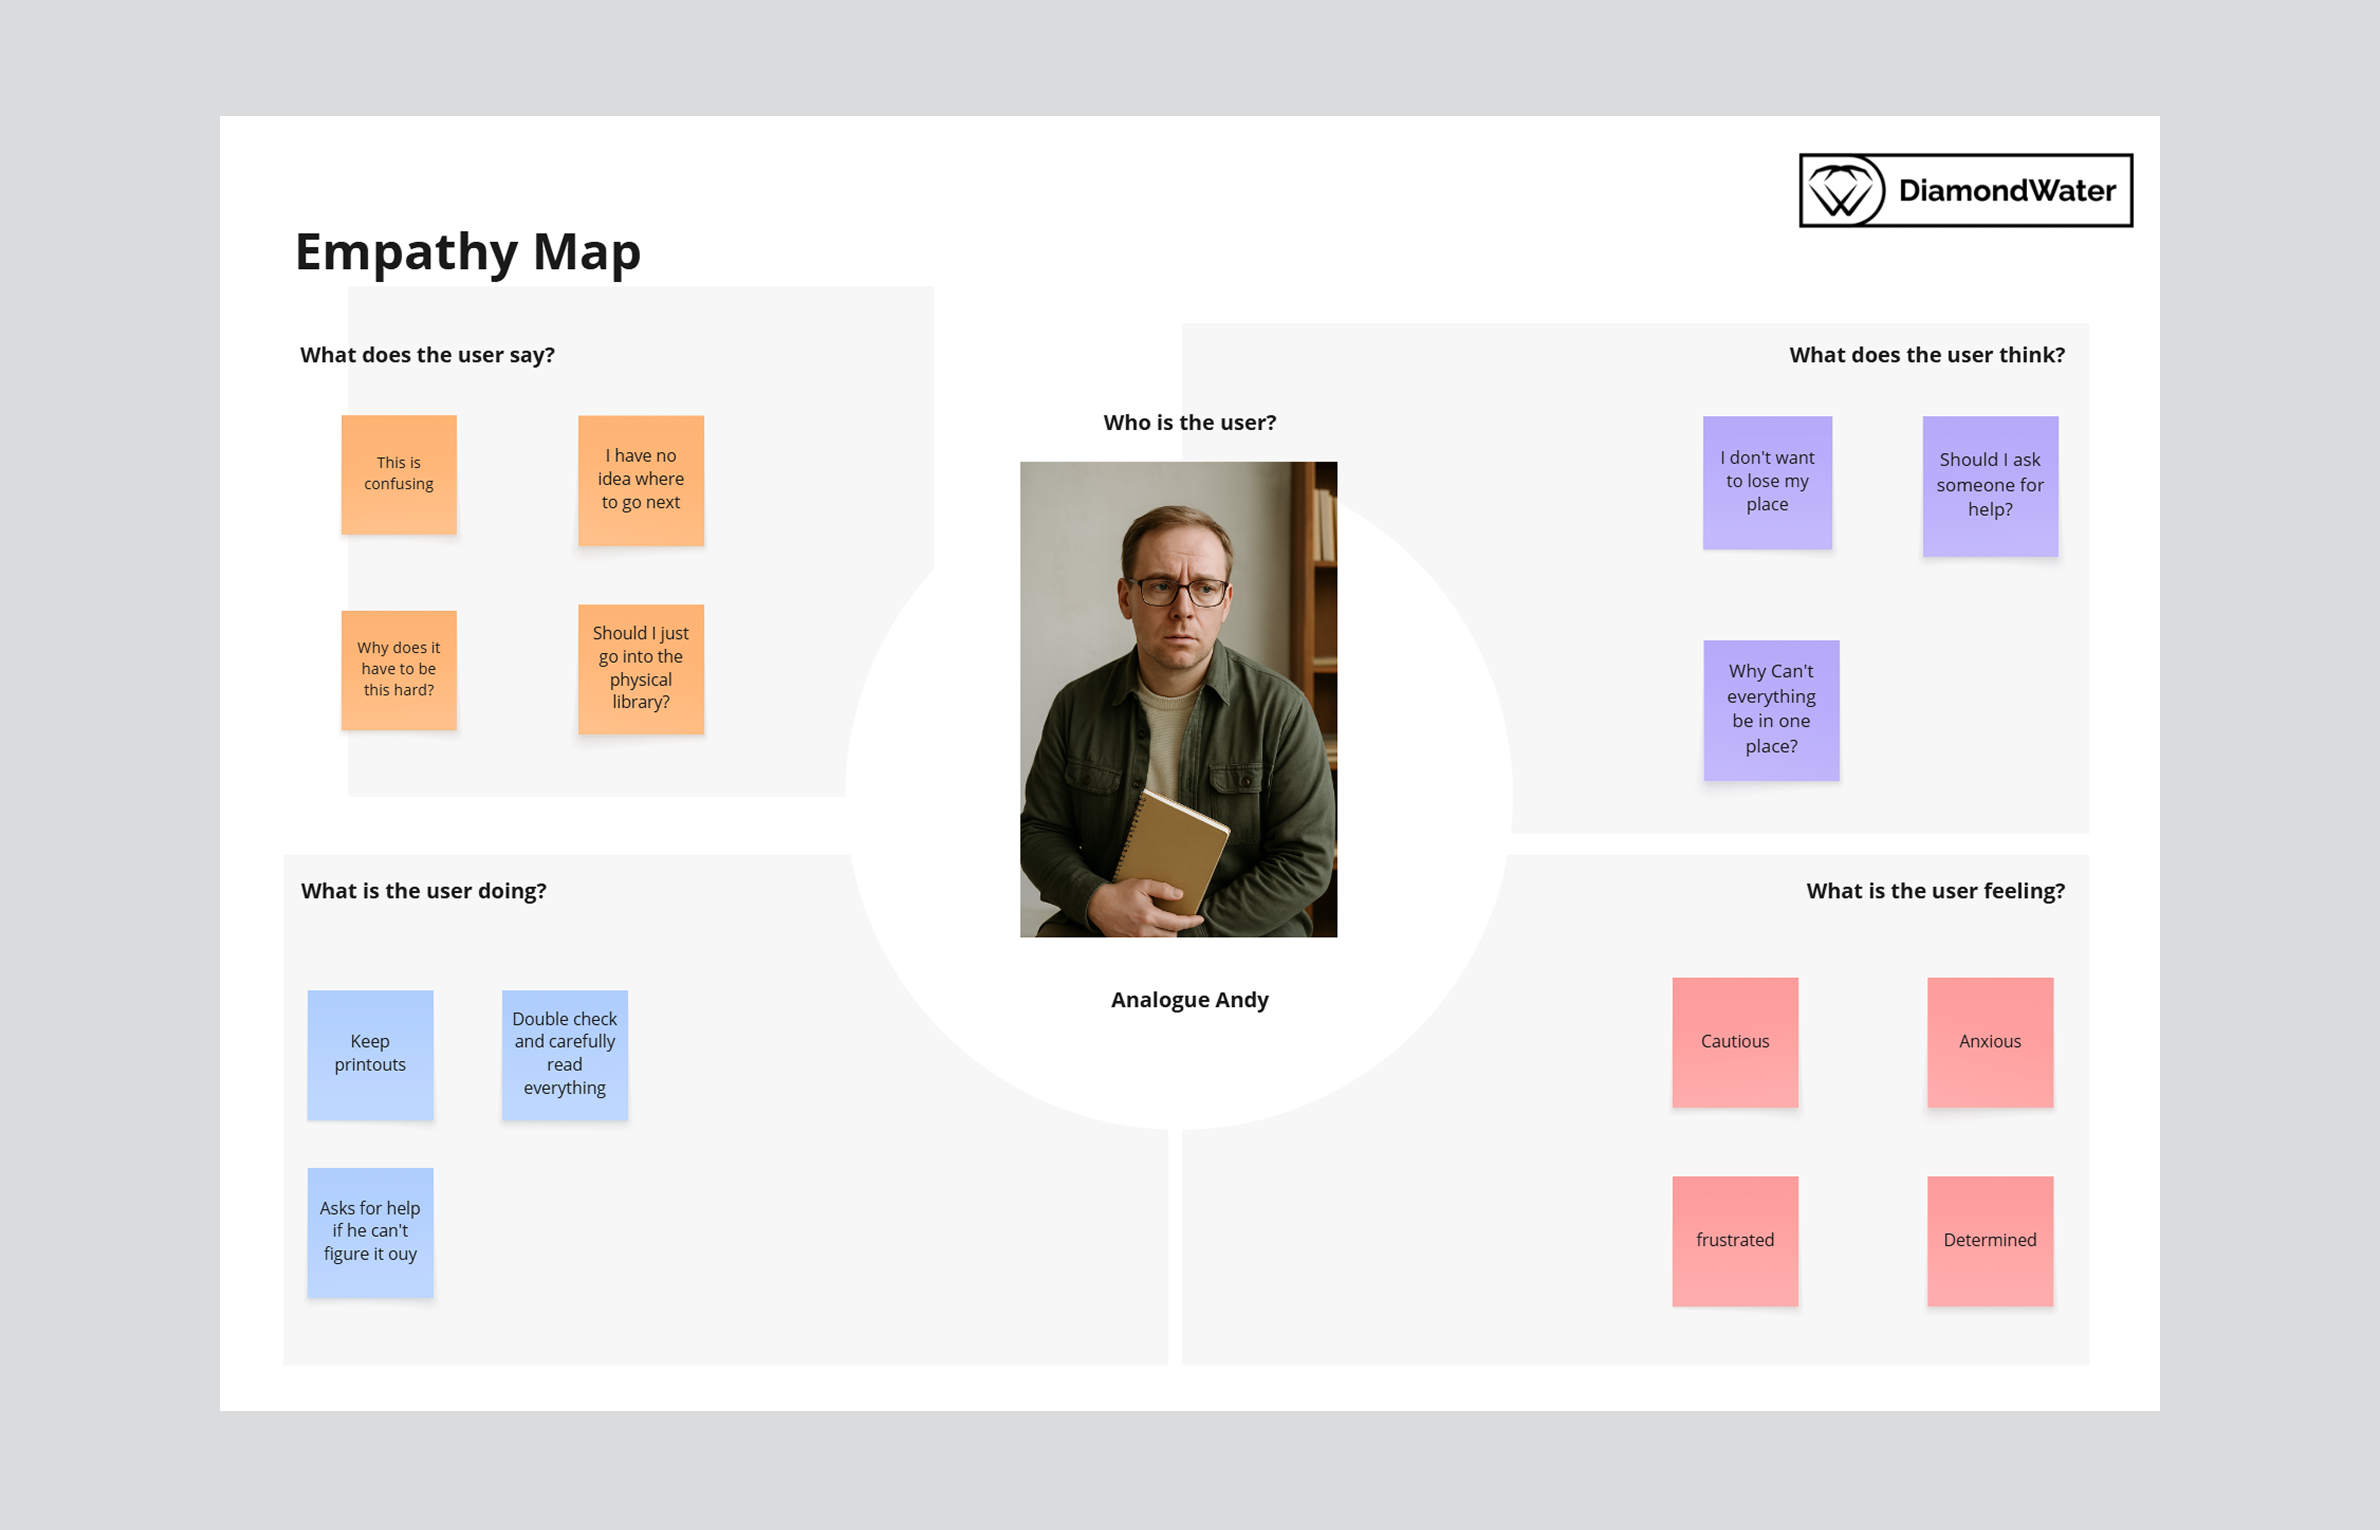 DiamondWater
Empathy Map
What does the user say?
This is
confusing
I have no
idea where
to go next
Why does it
have to be
this hard?
Should I just
go into the
physical
library?
Who is the user?
Analogue Andy
What does the user think?
I don't want
to lose my
place
Should I ask
someone for
help?
Why Can't
everything
be in one
place?
What is the user doing?
Keep
printouts
Double check
and carefully
read
everything
Asks for help
if he can't
figure it ouy
What is the user feeling?
Cautious
Anxious
frustrated
Determined